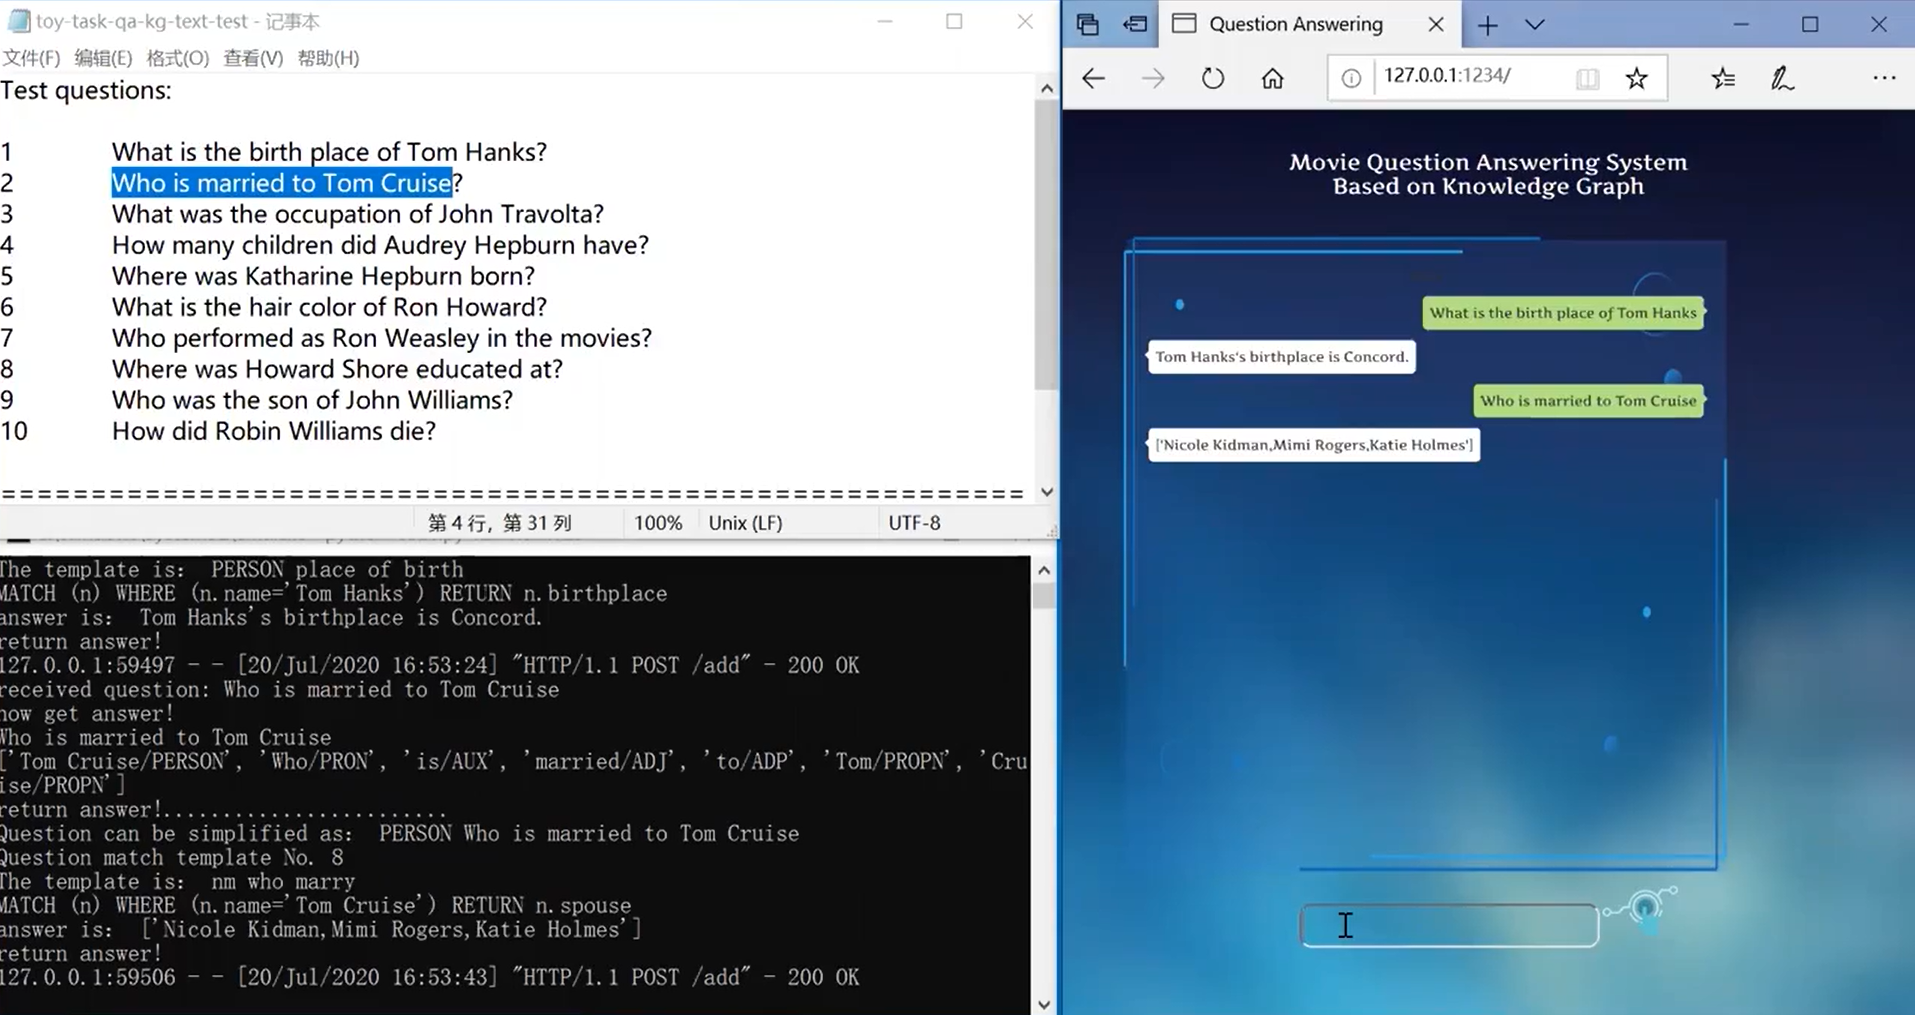 toy-task-qa-kg-text-test - 记事本
文件(F) 编辑(E) 格式(O) 查看(V) 帮助(H)
Test questions:
1 What is the birth place of Tom Hanks?
2 Who is married to Tom Cruise?
3 What was the occupation of John Travolta?
4 How many children did Audrey Hepburn have?
5 Where was Katharine Hepburn born?
6 What is the hair color of Ron Howard?
7 Who performed as Ron Weasley in the movies?
8 Where was Howard Shore educated at?
9 Who was the son of John Williams?
10 How did Robin Williams die?
第 4 行, 第 31 列 100% Unix (LF) UTF-8
The template is: PERSON place of birth
MATCH (n) WHERE (n.name='Tom Hanks') RETURN n.birthplace
answer is: Tom Hanks's birthplace is Concord.
return answer!
127.0.0.1:59497 - - [20/Jul/2020 16:53:24] "HTTP/1.1 POST /add" - 200 OK
received question: Who is married to Tom Cruise
now get answer!
Who is married to Tom Cruise
['Tom Cruise/PERSON', 'Who/PRON', 'is/AUX', 'married/ADJ', 'to/ADP', 'Tom/PROPN', 'Cru
ise/PROPN']
return answer!........................
Question can be simplified as: PERSON Who is married to Tom Cruise
Question match template No. 8
The template is: nm who marry
MATCH (n) WHERE (n.name='Tom Cruise') RETURN n.spouse
answer is: ['Nicole Kidman,Mimi Rogers,Katie Holmes']
return answer!
127.0.0.1:59506 - - [20/Jul/2020 16:53:43] "HTTP/1.1 POST /add" - 200 OK
Question Answering
127.0.0.1:1234/
Movie Question Answering System
Based on Knowledge Graph
What is the birth place of Tom Hanks
Tom Hanks's birthplace is Concord.
Who is married to Tom Cruise
['Nicole Kidman,Mimi Rogers,Katie Holmes']